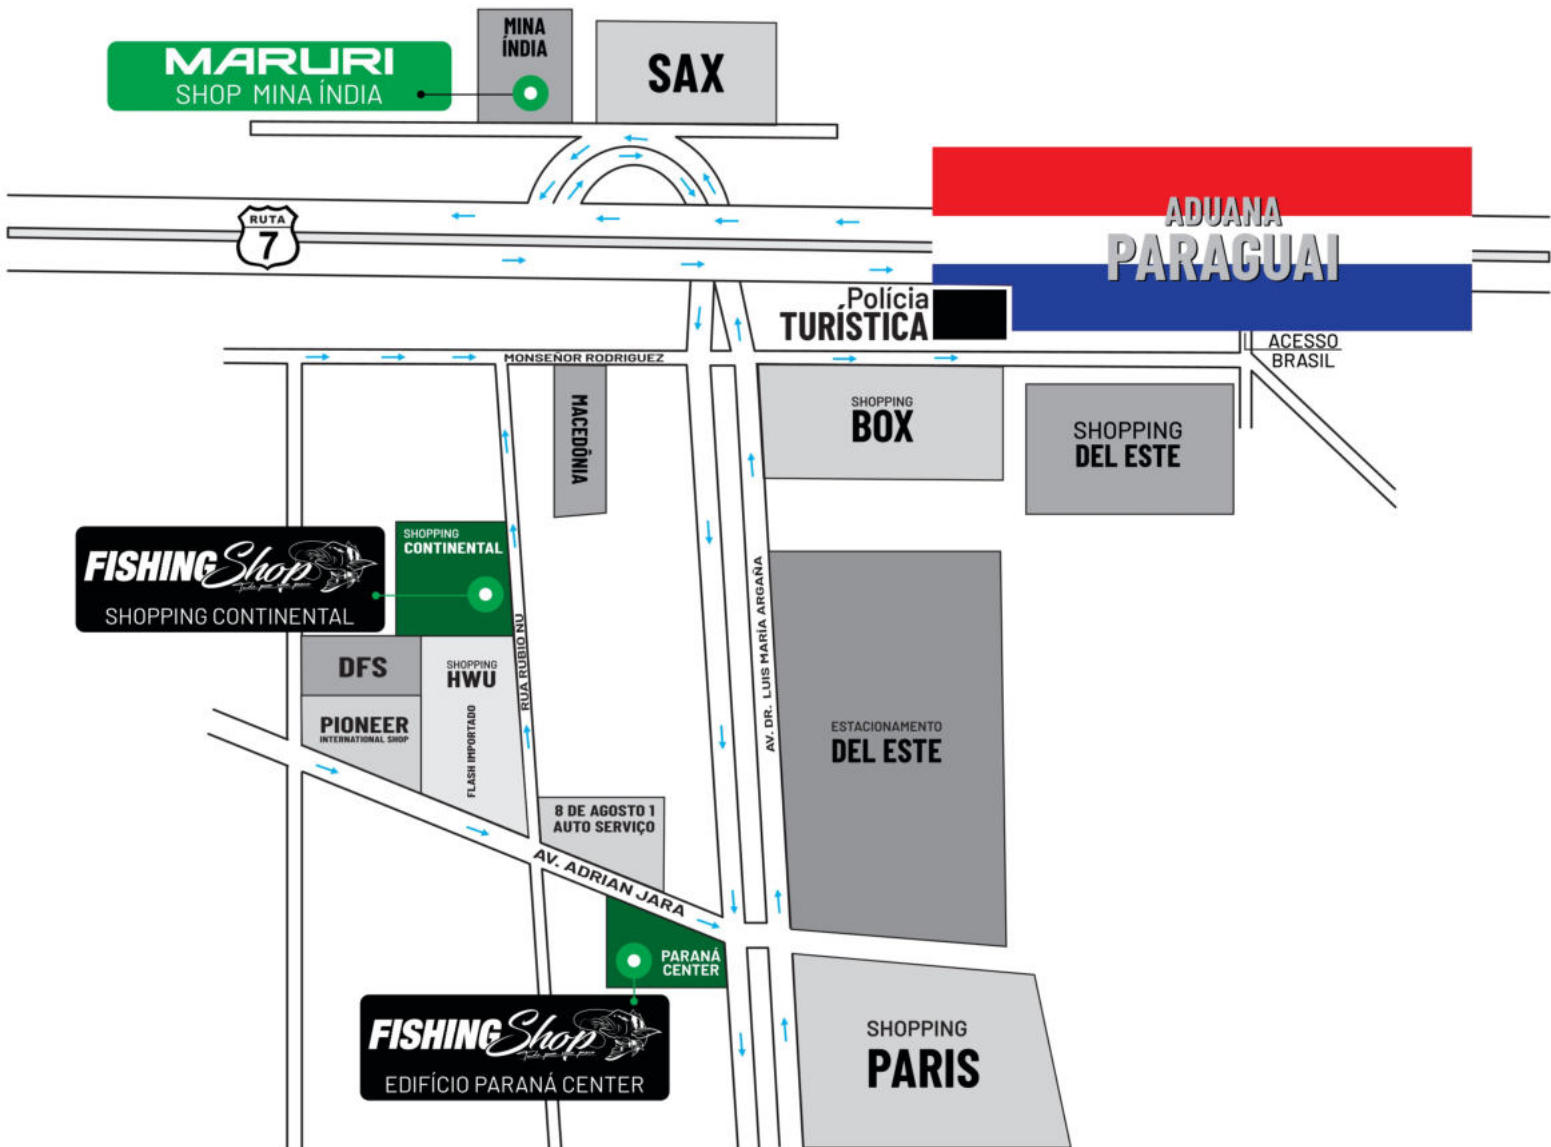 MINA
ÍNDIA
SAX
MARURI
SHOP MINA ÍNDIA
RUTA
7
ADUANA
PARAGUAI
Polícia
TURÍSTICA
ACESSO
BRASIL
MONSEÑOR RODRIGUEZ
MACEDÔNIA
SHOPPING
BOX
SHOPPING
DEL ESTE
SHOPPING
CONTINENTAL
FISHING Shop
SHOPPING CONTINENTAL
RUA RUBIO NU
AV. DR. LUIS MARÍA ARGAÑA
DFS
SHOPPING
HWU
PIONEER
INTERNATIONAL SHOP
FLASH IMPORTADO
ESTACIONAMENTO
DEL ESTE
8 DE AGOSTO 1
AUTO SERVIÇO
AV. ADRIAN JARA
PARANÁ
CENTER
FISHING Shop
EDIFÍCIO PARANÁ CENTER
SHOPPING
PARIS